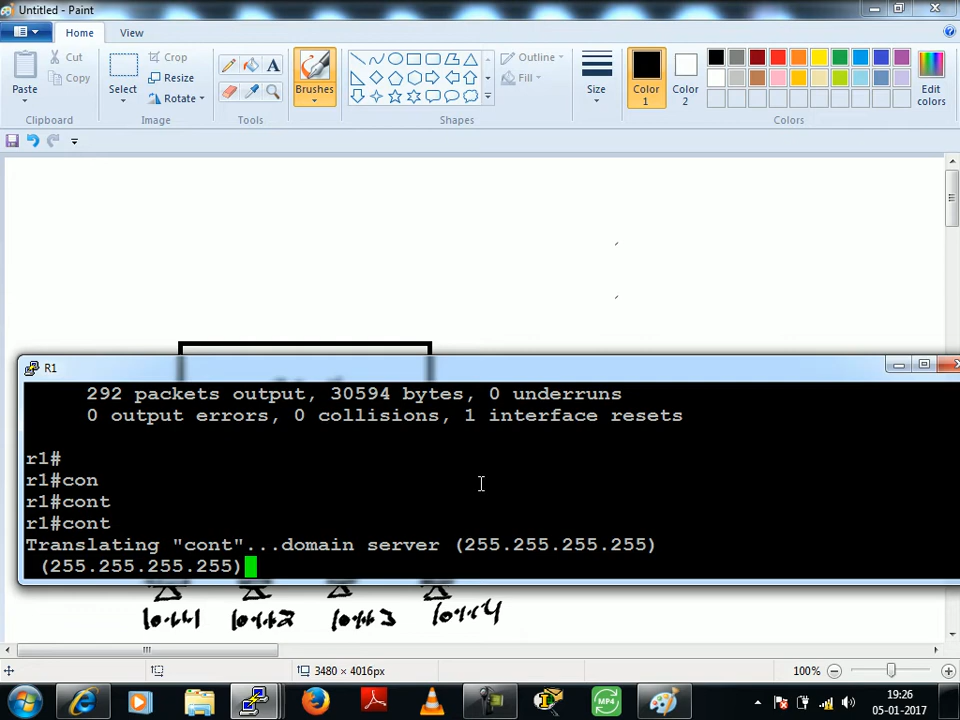 Untitled - Paint
Home
View
Paste
Cut
Copy
Clipboard
Select
Crop
Resize
Rotate
Image
Tools
Brushes
Shapes
Outline
Fill
Size
Color
1
Color
2
Edit
colors
Colors
R1
292 packets output, 30594 bytes, 0 underruns
0 output errors, 0 collisions, 1 interface resets
r1#
r1#con
r1#cont
r1#cont
Translating "cont"...domain server (255.255.255.255)
(255.255.255.255)
3480 × 4016px
100%
MP4
19:26
05-01-2017